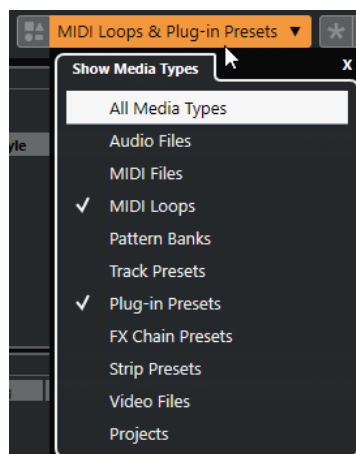 MIDI Loops & Plug-in Presets
Show Media Types X
yle
All Media Types
Audio Files
MIDI Files
MIDI Loops
Pattern Banks
Track Presets
Plug-in Presets
FX Chain Presets
Strip Presets
Video Files
Projects